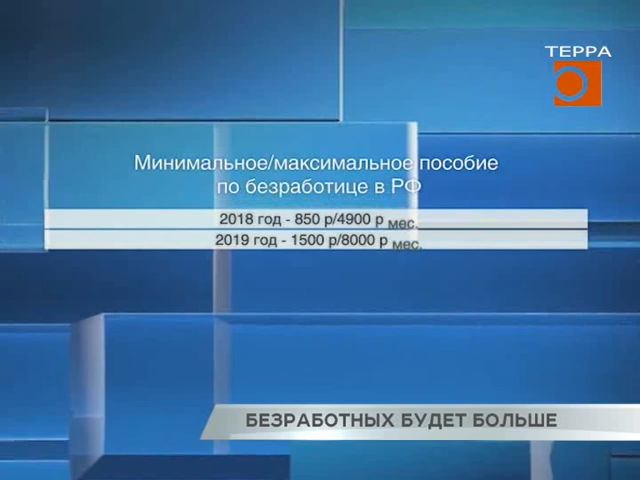 ТЕРРА
Минимальное/максимальное пособие
по безработице в РФ
2018 год - 850 р/4900 р мес.
2019 год - 1500 р/8000 р мес.
БЕЗРАБОТНЫХ БУДЕТ БОЛЬШЕ